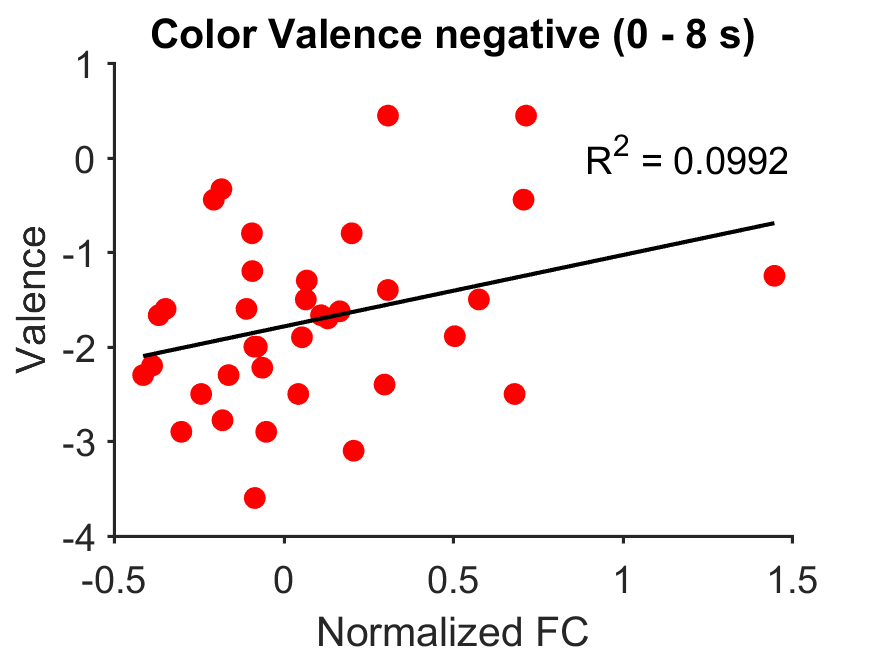 Color Valence negative (0 - 8 s)
1
0
-1
-2
-3
-4
Valence
R² = 0.0992
-0.5 0 0.5 1 1.5
Normalized FC